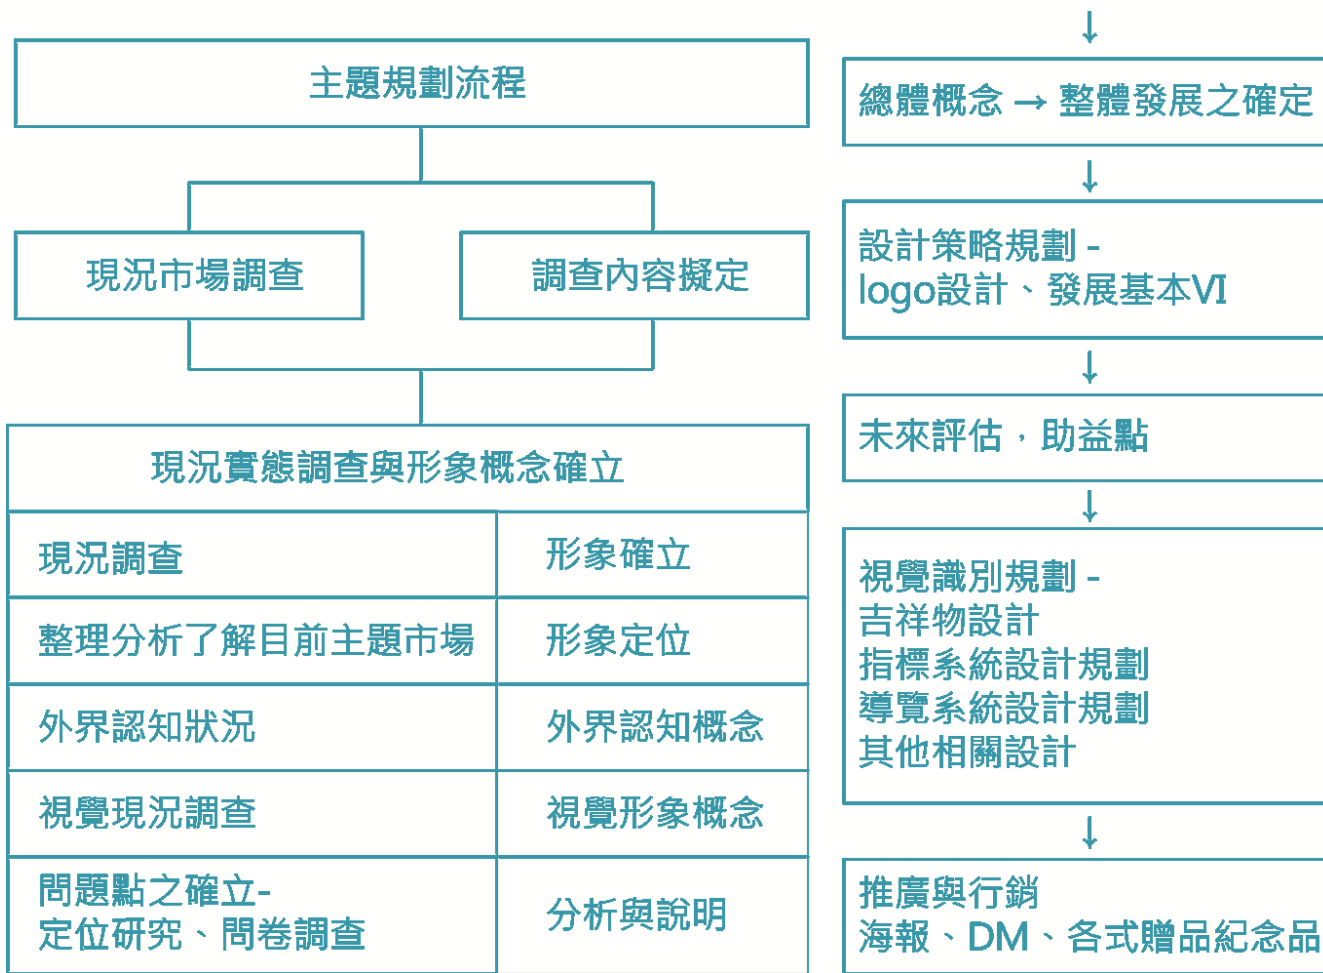 主題規劃流程
現況市場調查
調查內容擬定
現況實態調查與形象概念確立
現況調查
形象確立
整理分析了解目前主題市場
形象定位
外界認知狀況
外界認知概念
視覺現況調查
視覺形象概念
問題點之確立-
定位研究、問卷調查
分析與說明
↓
總體概念 → 整體發展之確定
↓
設計策略規劃 -
logo設計、發展基本VI
↓
未來評估，助益點
↓
視覺識別規劃 -
吉祥物設計
指標系統設計規劃
導覽系統設計規劃
其他相關設計
↓
推廣與行銷
海報、DM、各式贈品紀念品